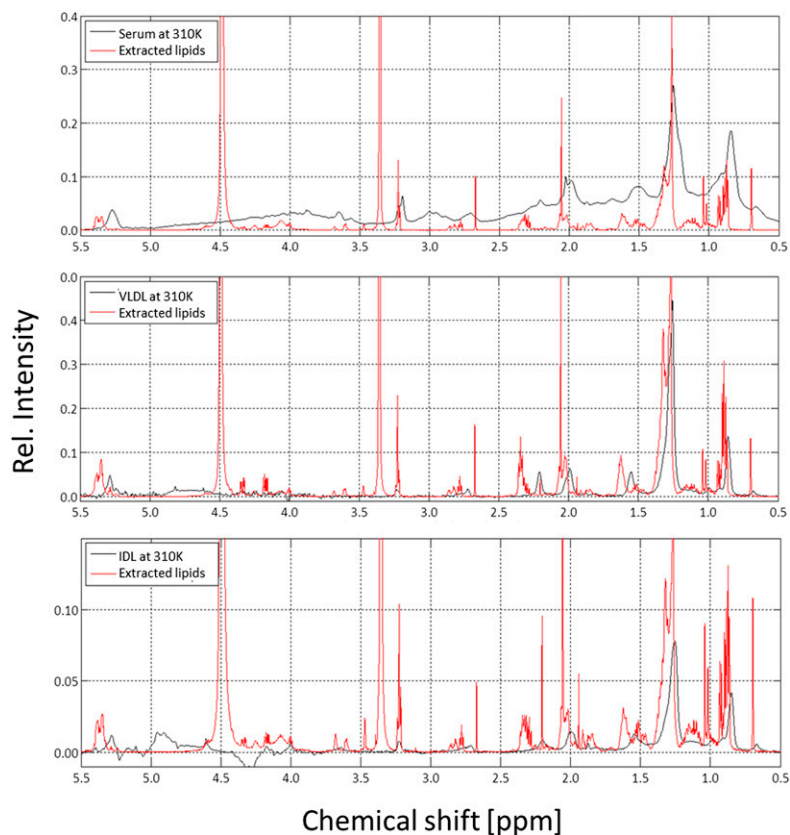 Rel. Intensity
Serum at 310K
Extracted lipids
0.4
0.3
0.2
0.1
0.0
5.5 5.0 4.5 4.0 3.5 3.0 2.5 2.0 1.5 1.0 0.5
VLDL at 310K
Extracted lipids
0.0
0.4
0.3
0.2
0.1
0.0
5.5 5.0 4.5 4.0 3.5 3.0 2.5 2.0 1.5 1.0 0.5
IDL at 310K
Extracted lipids
0.10
0.05
0.00
5.5 5.0 4.5 4.0 3.5 3.0 2.5 2.0 1.5 1.0 0.5
Chemical shift [ppm]